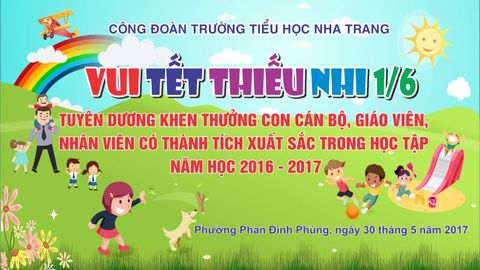 CÔNG ĐOÀN TRƯỜNG TIỂU HỌC NHA TRANG
VUI TẾT THIẾU NHI 1/6
TUYÊN DƯƠNG KHEN THƯỞNG CON CÁN BỘ, GIÁO VIÊN,
NHÂN VIÊN CÓ THÀNH TÍCH XUẤT SẮC TRONG HỌC TẬP
NĂM HỌC 2016 - 2017
Phường Phan Đình Phùng, ngày 30 tháng 5 năm 2017